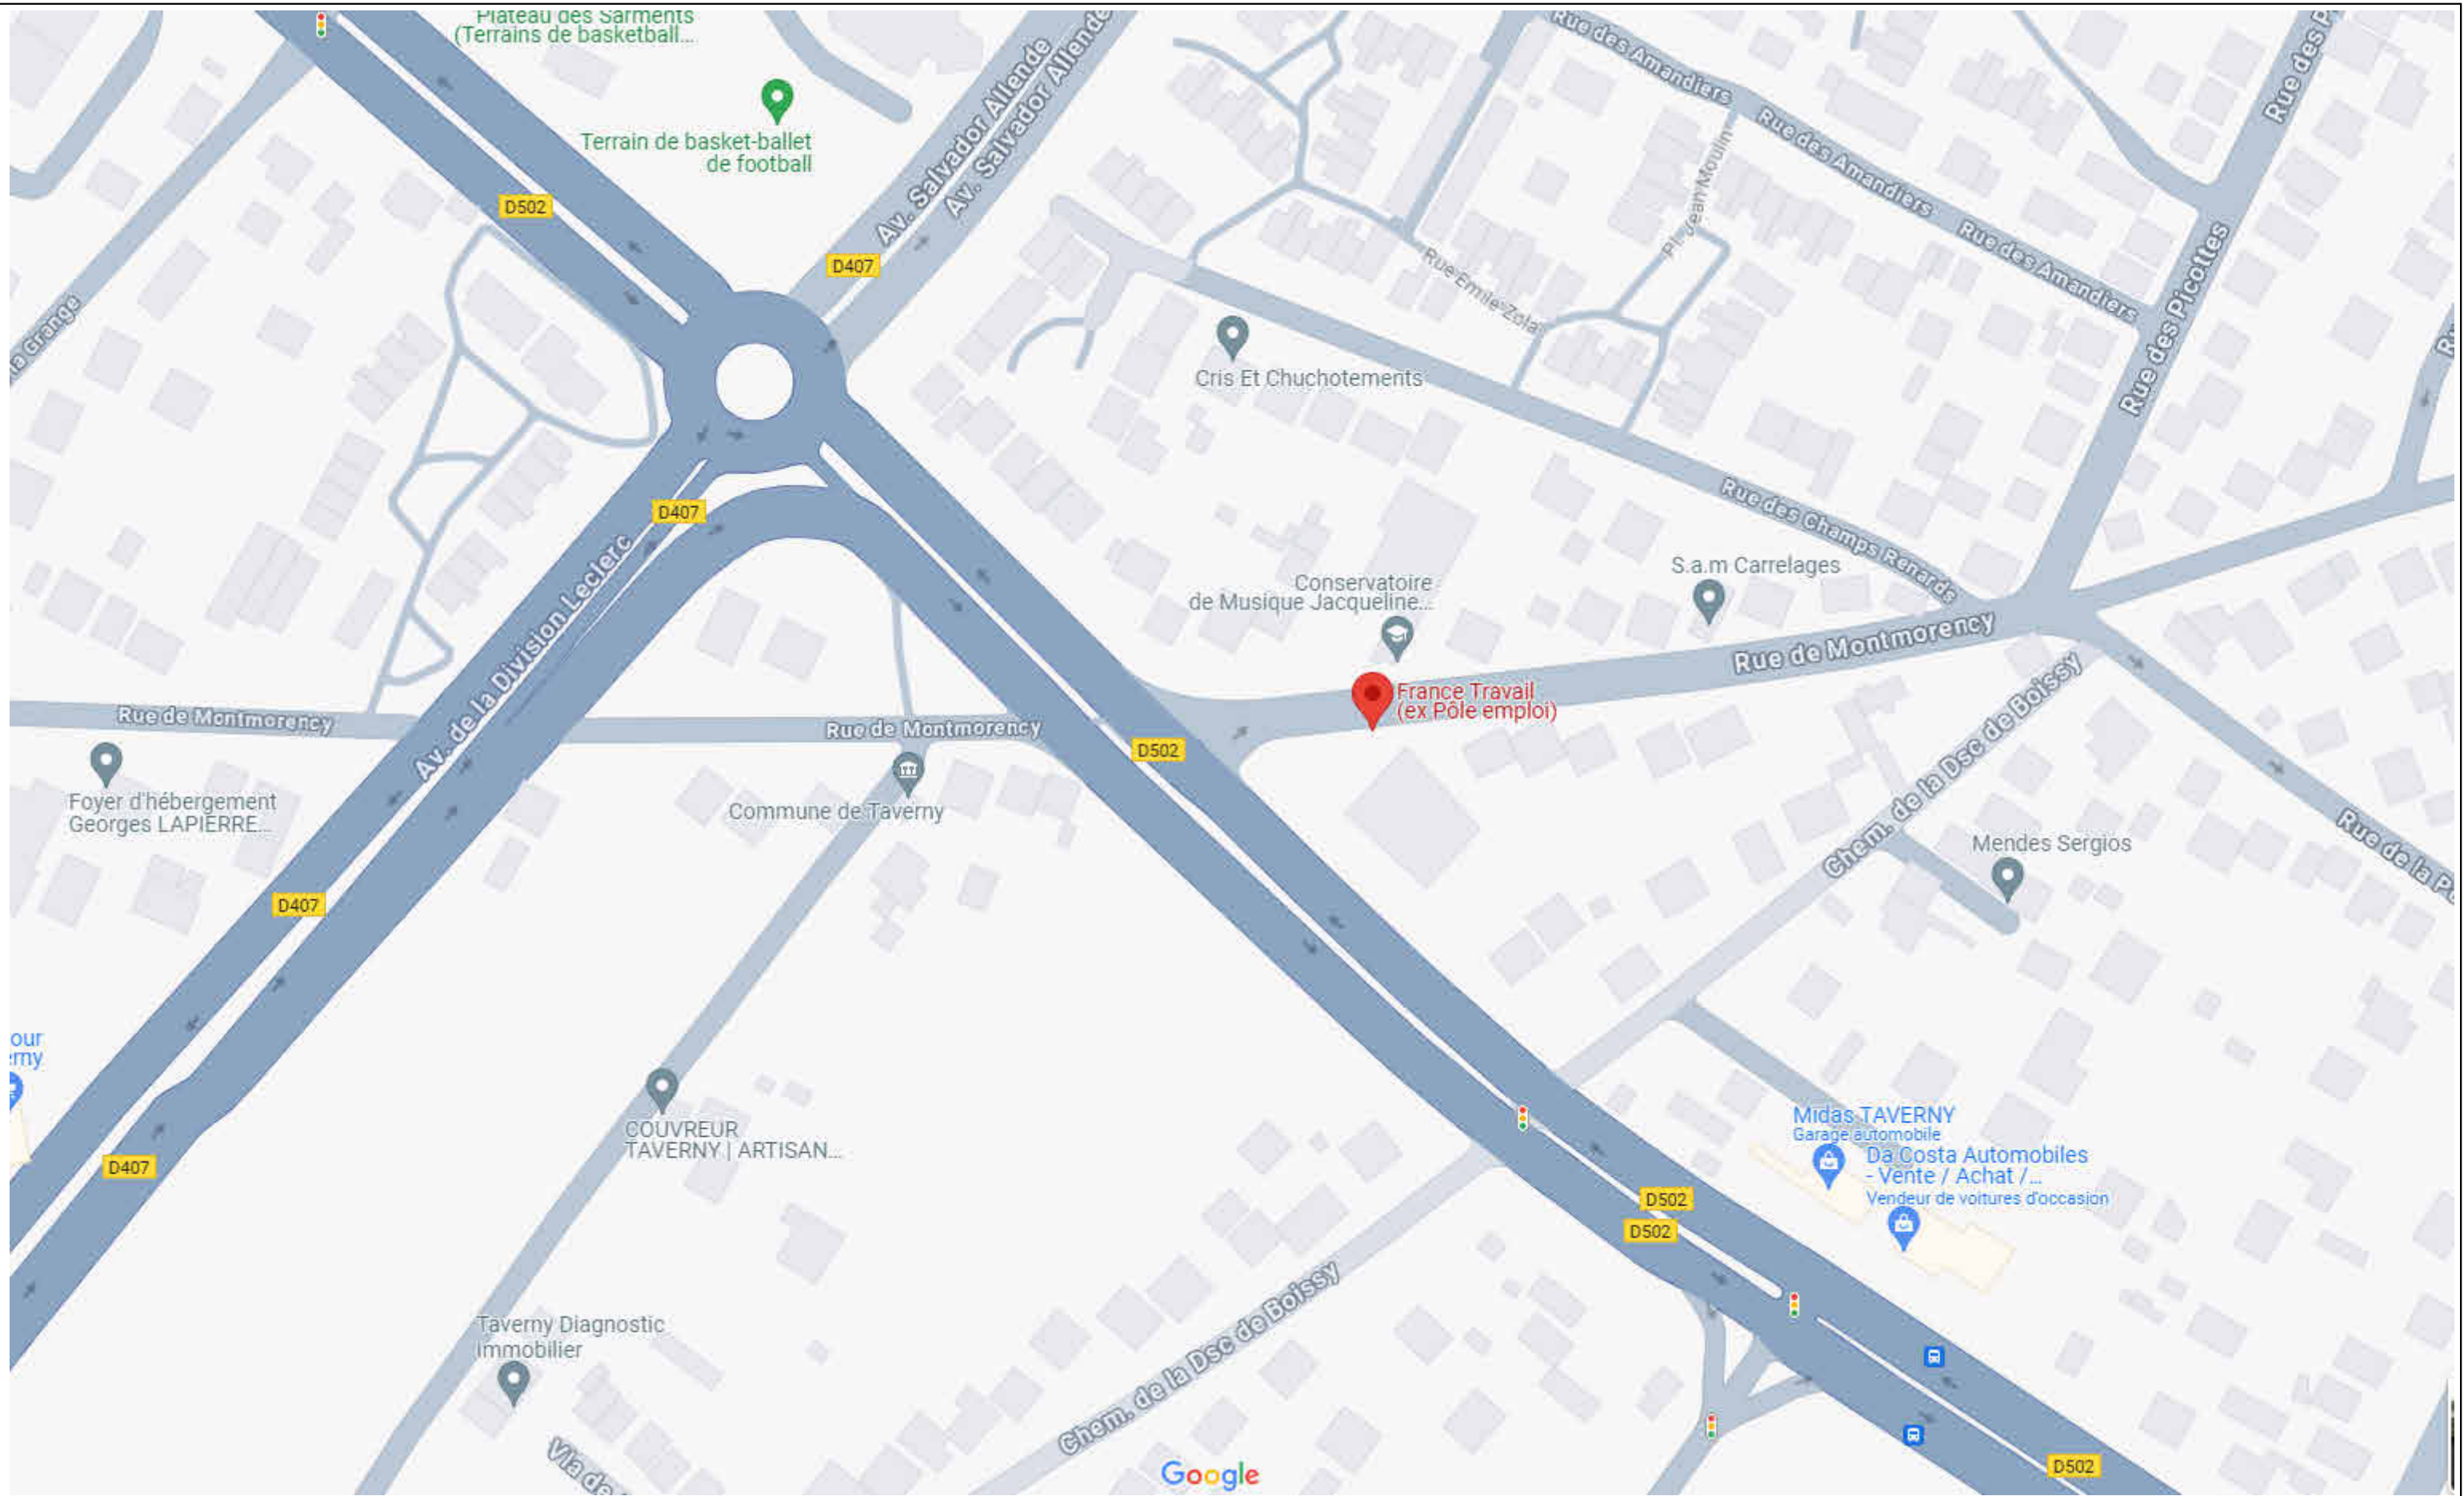 Plateau des Sarments
(Terrains de basketball...
Av. Salvador Allende
Av. Salvador Allende
Rue des Amandiers
Rue des Amandiers
Rue des Amandiers
Rue des
Terrain de basket-ballet
de football
Pl. Jean Moulin
D502
D407
Rue Emile Zola
Rue des Picottes
Cris Et Chuchotements
D407
Rue des Champs Renards
Av. de la Division Leclerc
Conservatoire
de Musique Jacqueline...
S.a.m Carrelages
Rue de Montmorency
France Travail
(ex Pôle emploi)
Rue de Montmorency
Rue de Montmorency
D502
Chem. de la Dsc de Boissy
Foyer d'hébergement
Georges LAPIERRE...
Commune de Taverny
Mendes Sergios
Rue de la
D407
COUVREUR
TAVERNY | ARTISAN...
Midas TAVERNY
Garage automobile
Da Costa Automobiles
- Vente / Achat /...
Vendeur de voitures d'occasion
D407
D502
D502
Taverny Diagnostic
Immobilier
Chem. de la Dsc de Boissy
Google
D502